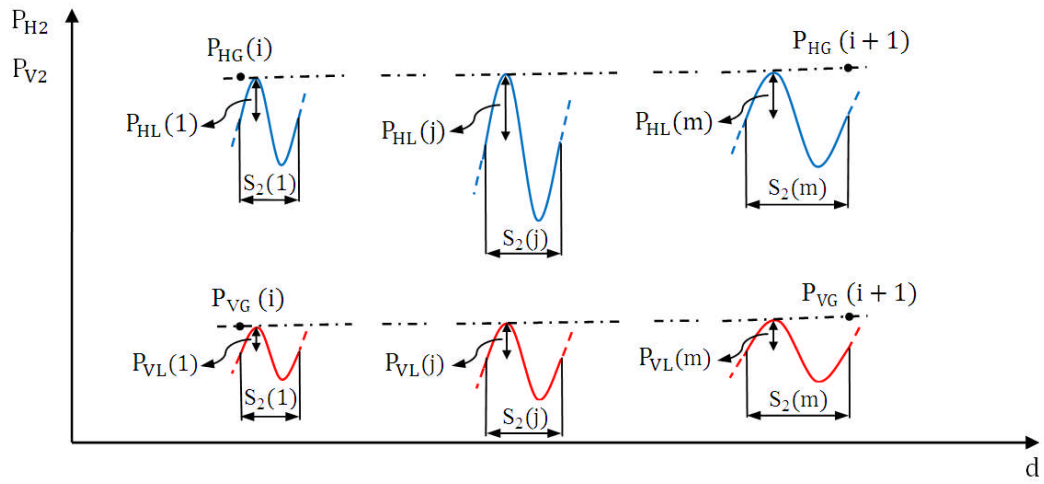 P_H2
P_V2
P_HG(i)
P_HG(i + 1)
P_HL(1)
P_HL(j)
P_HL(m)
S_2(1)
S_2(j)
S_2(m)
P_VG (i)
P_VG (i + 1)
P_VL(1)
P_VL(j)
P_VL(m)
S_2(1)
S_2(j)
S_2(m)
d